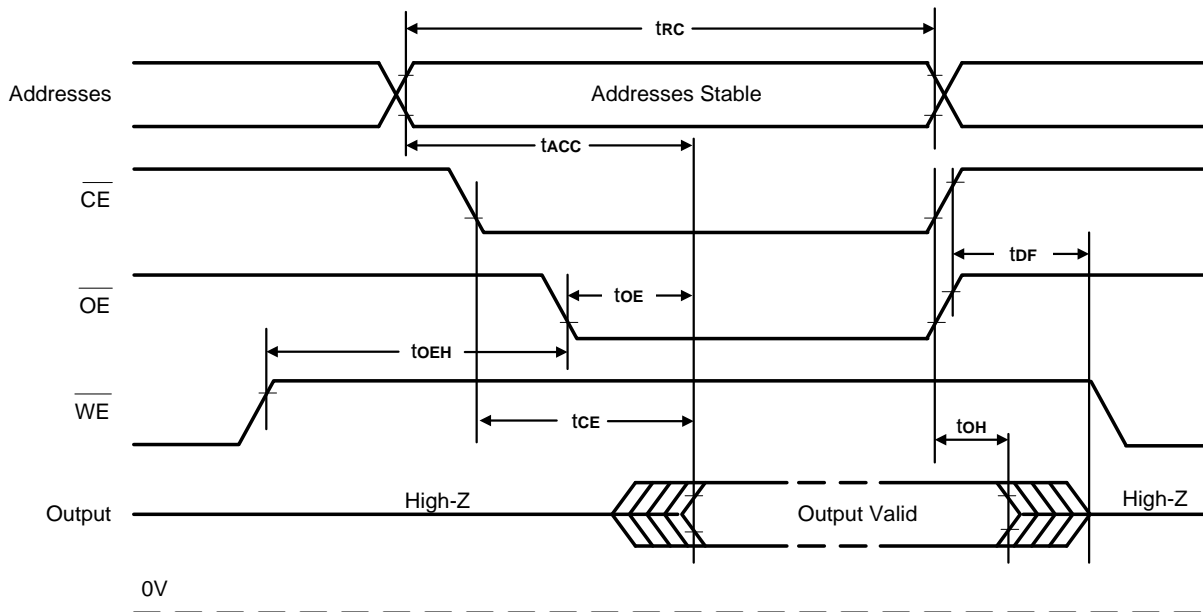 tRC
Addresses
Addresses Stable
tACC
CE
tDF
OE
tOE
tOEH
WE
tCE
tOH
High-Z
High-Z
Output
Output Valid
0V